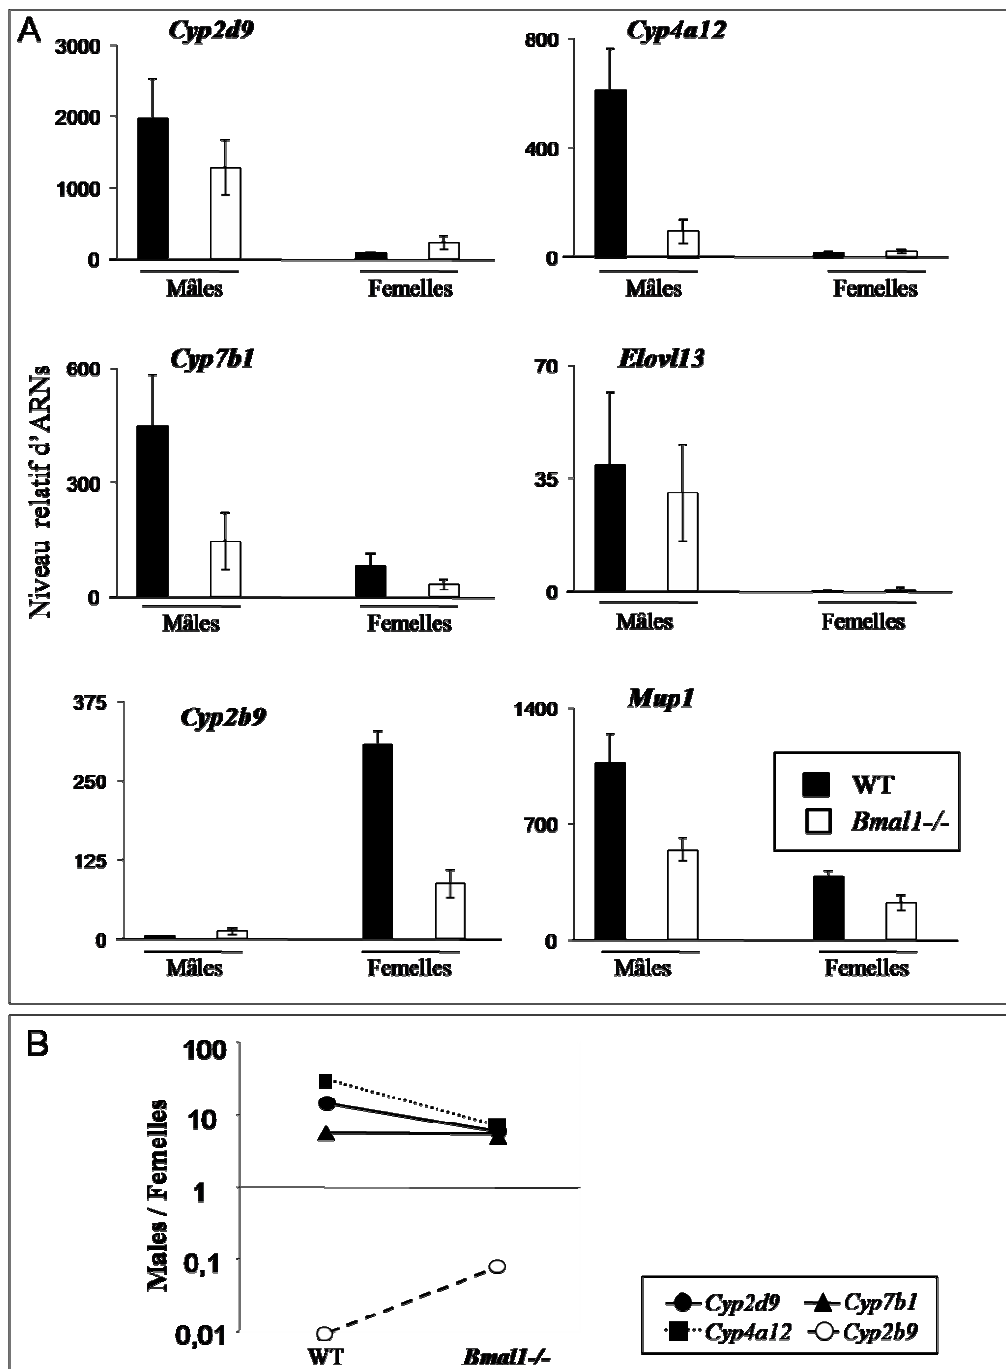 A
Cyp2d9
3000
2000
1000
0
Mâles
Femelles
Cyp4a12
800
400
0
Mâles
Femelles
Niveau relatif d'ARNs
Cyp7b1
600
300
0
Mâles
Femelles
Elovl13
70
35
0
Mâles
Femelles
Cyp2b9
375
250
125
0
Mâles
Femelles
Mup1
1400
700
0
Mâles
Femelles
WT
Bmal1-/-
B
Males / Femelles
100
10
1
0,1
0,01
WT
Bmal1-/-
Cyp2d9
Cyp7b1
Cyp4a12
Cyp2b9